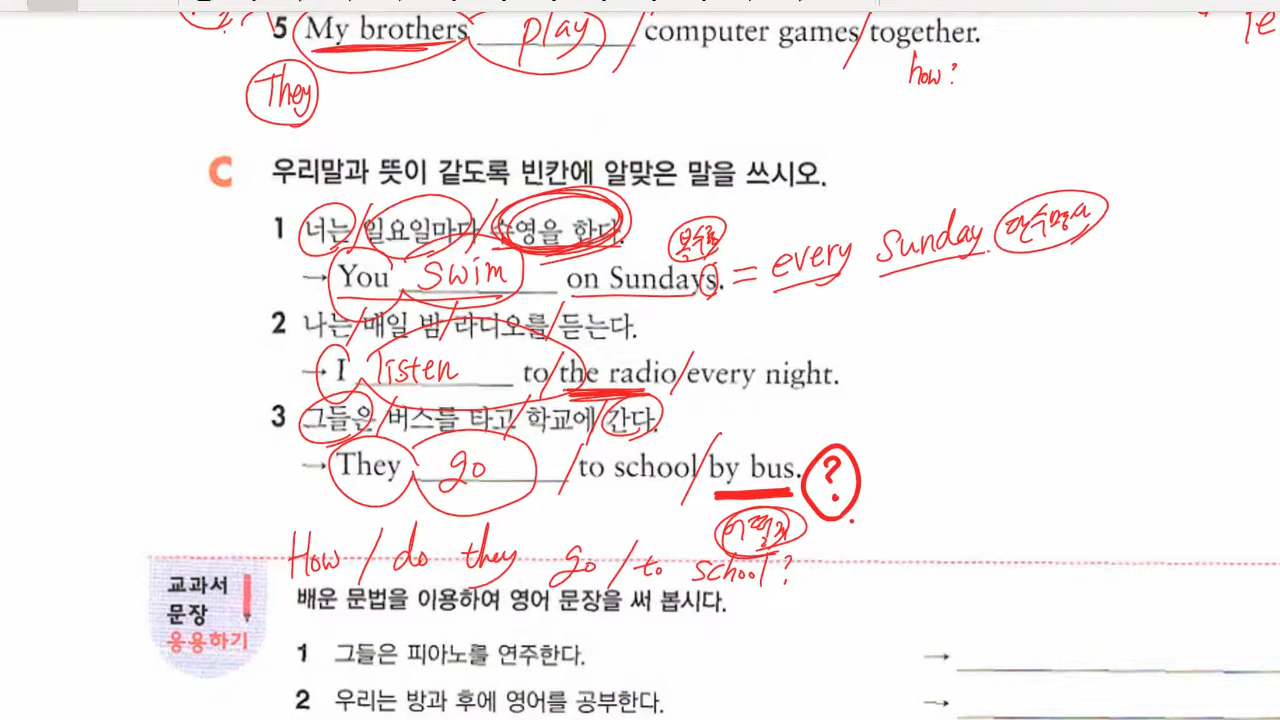 5 My brothers play computer games together.
how?
They
C 우리말과 뜻이 같도록 빈칸에 알맞은 말을 쓰시오.
1 너는 일요일마다 수영을 한다.
→ You swim on Sundays. = every Sunday 단수명사
복수형
2 나는 매일 밤 라디오를 듣는다.
→ I listen to the radio every night.
3 그들은 버스를 타고 학교에 간다.
→ They go to school by bus. ?
어떻게
How do they go to school?
교과서
문장
응용하기
배운 문법을 이용하여 영어 문장을 써 봅시다.
1 그들은 피아노를 연주한다. →
2 우리는 방과 후에 영어를 공부한다. →